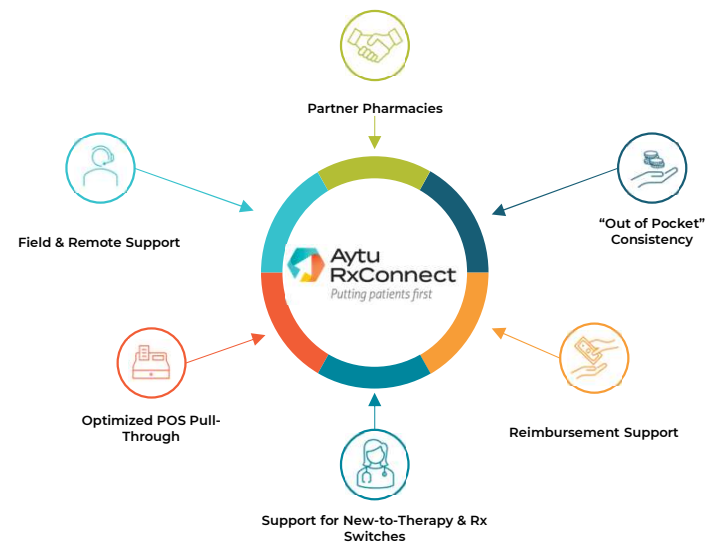 Partner Pharmacies
Field & Remote Support
“Out of Pocket”
Consistency
Aytu
RxConnect
Putting patients first
Optimized POS Pull-
Through
Reimbursement Support
Support for New-to-Therapy & Rx
Switches